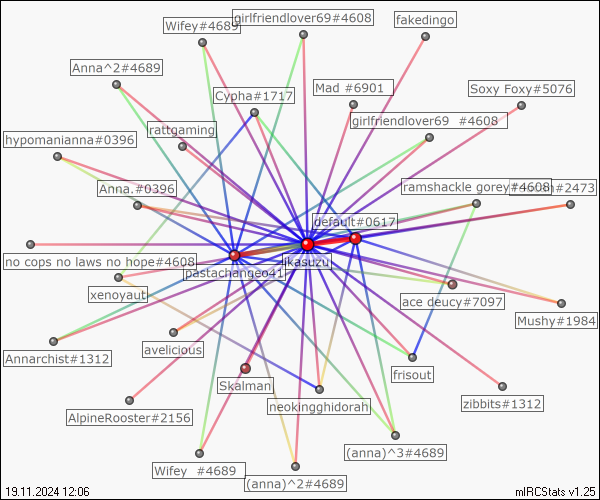 girlfriendlover69#4608
fakedingo
Wifey#4689
Anna^2#4689
Cypha#1717
Mad #6901
Soxy Foxy#5076
girlfriendlover69 #4608
rattgaming
hypomanianna#0396
Anna.#0396
ramshackle gorey#4608
#2473
default#0617
no cops no laws no hope#4608
pastachangeo41
ikasuzu
xenoyaut
ace deucy#7097
Mushy#1984
Annarchist#1312
avelicious
frisout
Skalman
neokingghidorah
zibbits#1312
AlpineRooster#2156
(anna)^3#4689
Wifey #4689
(anna)^2#4689
19.11.2024 12:06
mIRCStats v1.25